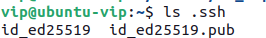 vip@ubuntu-vip:~$ ls .ssh
id_ed25519  id_ed25519.pub